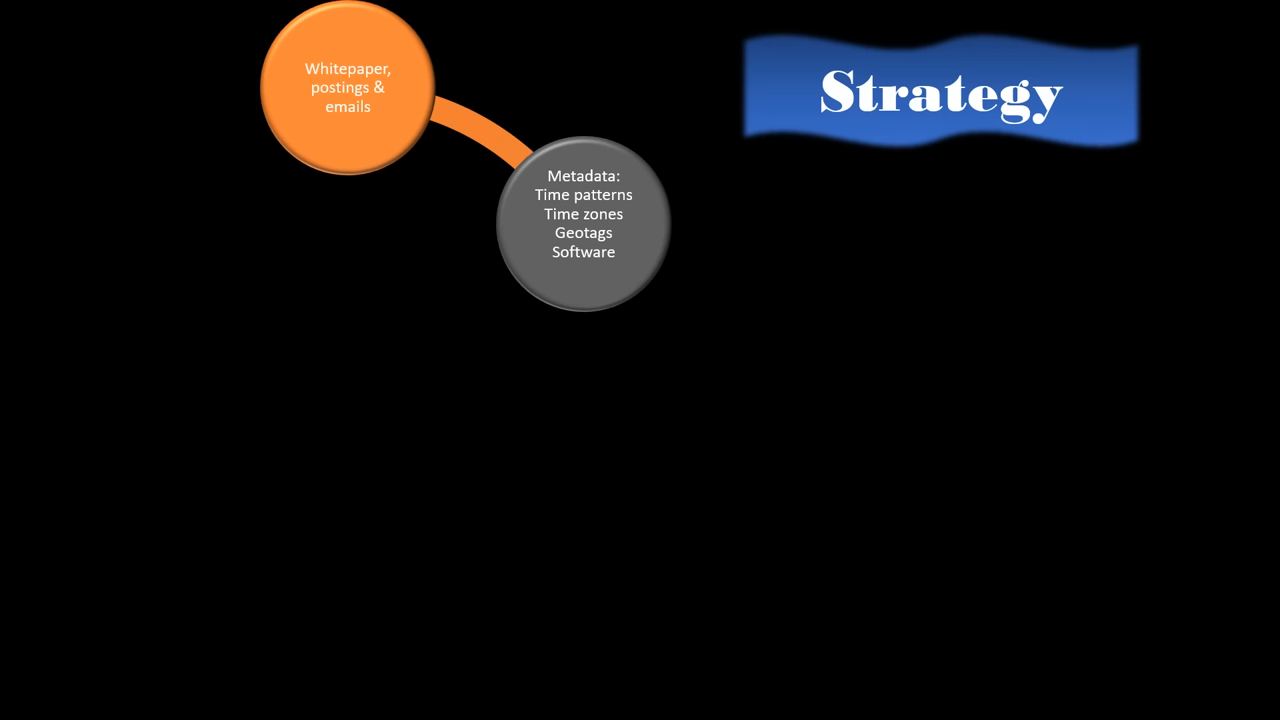 Whitepaper,
postings &
emails
Strategy
Metadata:
Time patterns
Time zones
Geotags
Software